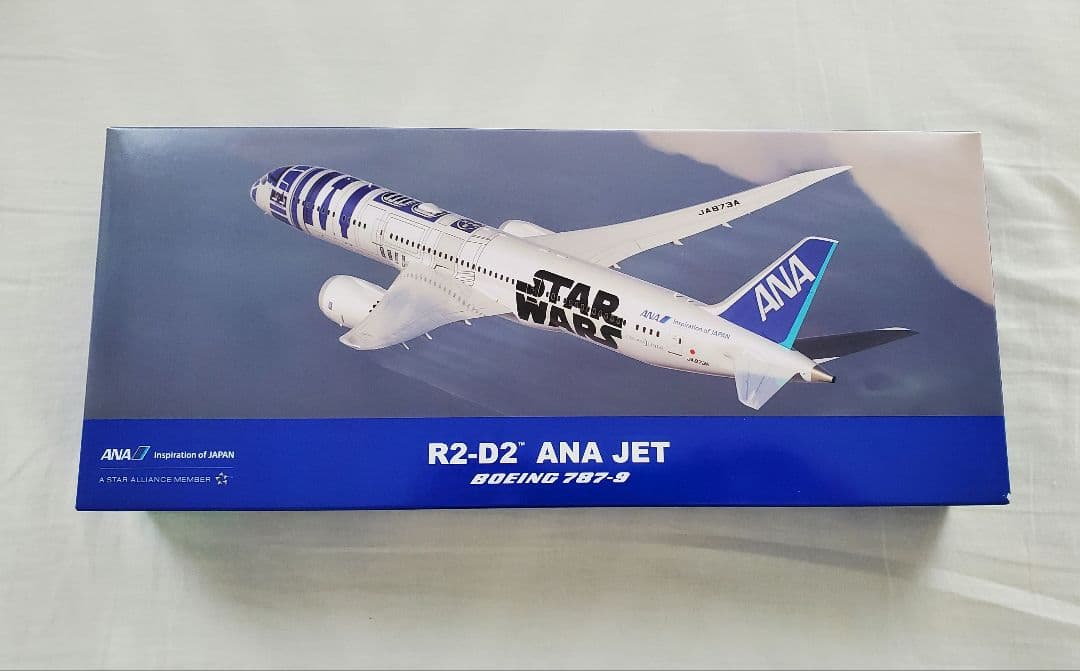 JA873A
STAR
WARS
ANA
ANA Inspiration of JAPAN
JA873A
ANA Inspiration of JAPAN
A STAR ALLIANCE MEMBER
R2-D2™ ANA JET
BOEING 787-9